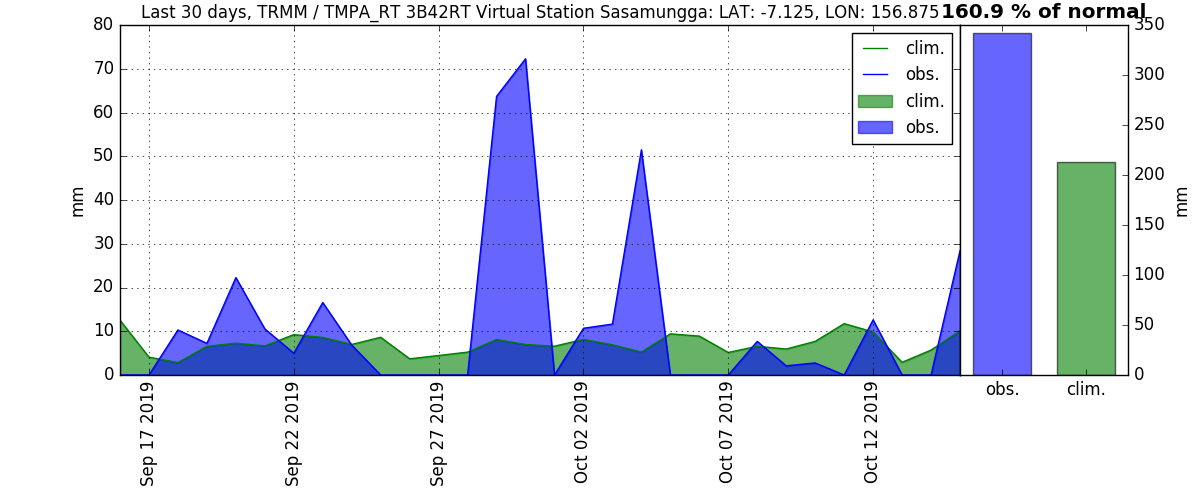 Last 30 days, TRMM / TMPA_RT 3B42RT Virtual Station Sasamungga: LAT: -7.125, LON: 156.875
160.9 % of normal
80
70
60
50
40
30
20
10
0
mm
clim.
obs.
clim.
obs.
Sep 17 2019
Sep 22 2019
Sep 27 2019
Oct 02 2019
Oct 07 2019
Oct 12 2019
350
300
250
200
150
100
50
0
mm
obs.
clim.